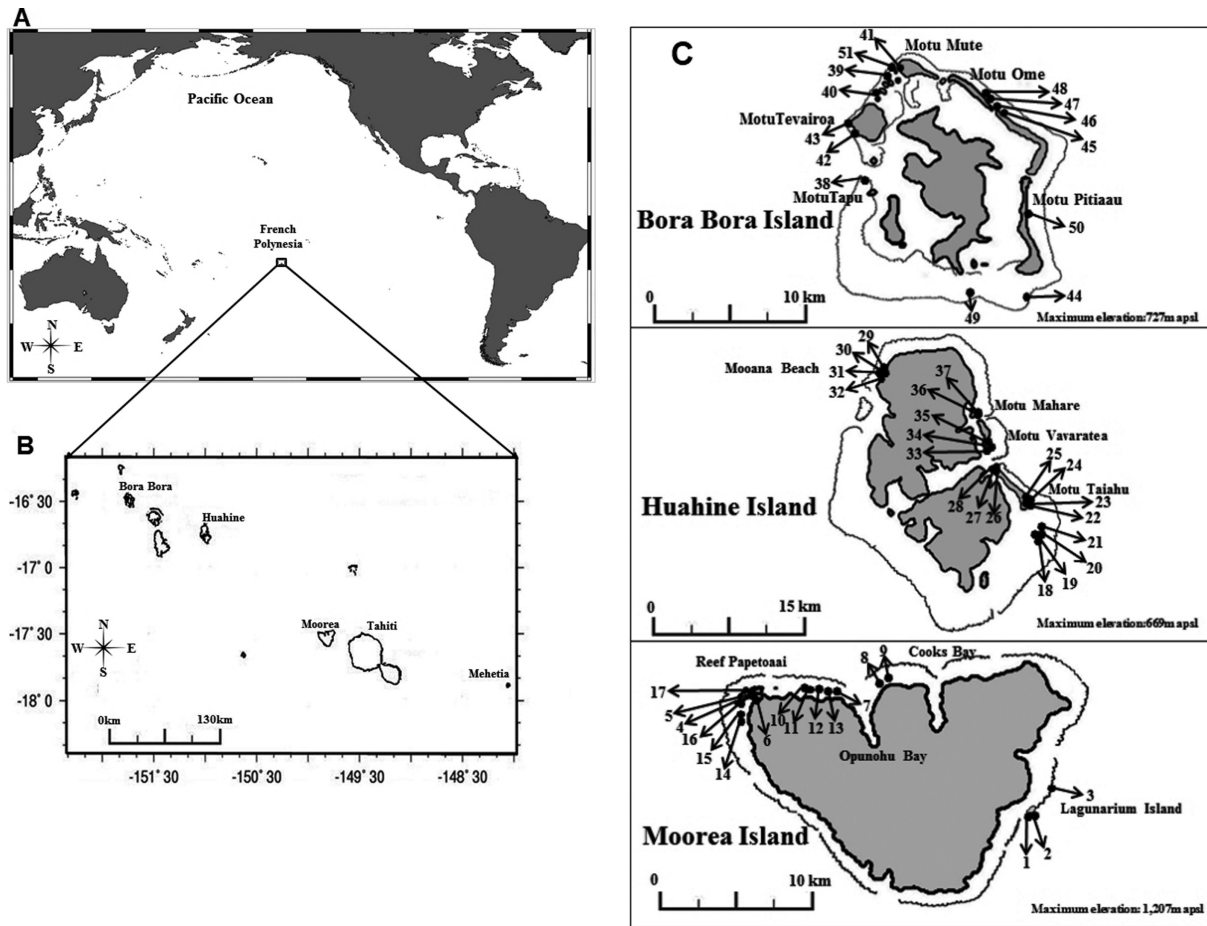 A
Pacific Ocean
French
Polynesia
N
W E
S
B
Bora Bora
Huahine
Moorea
Tahiti
Mehetia
-16° 30
-17° 0
-17° 30
-18° 0
N
W E
S
0km 130km
-151° 30
-150° 30
-149° 30
-148° 30
C
41
Motu Mute
51
39
Motu Ome
40
48
47
46
45
MotuTevairoa
43
42
38
MotuTapu
Motu Pitiaau
50
Bora Bora Island
44
49
0 10 km
Maximum elevation:727m apsl
29
30
Mooana Beach
31
32
37
36
Motu Mahare
35
34
Motu Vavaratea
33
25
24
Motu Taiahu
23
22
28
27
26
Huahine Island
21
20
19
18
0 15 km
Maximum elevation:669m apsl
9
Cooks Bay
8
Reef Papetoaai
17
5
4
16
15
14
6
10
11
12
13
7
Opunohu Bay
3
Lagunarium Island
Moorea Island
1
2
0 10 km
Maximum elevation: 1,207m apsl